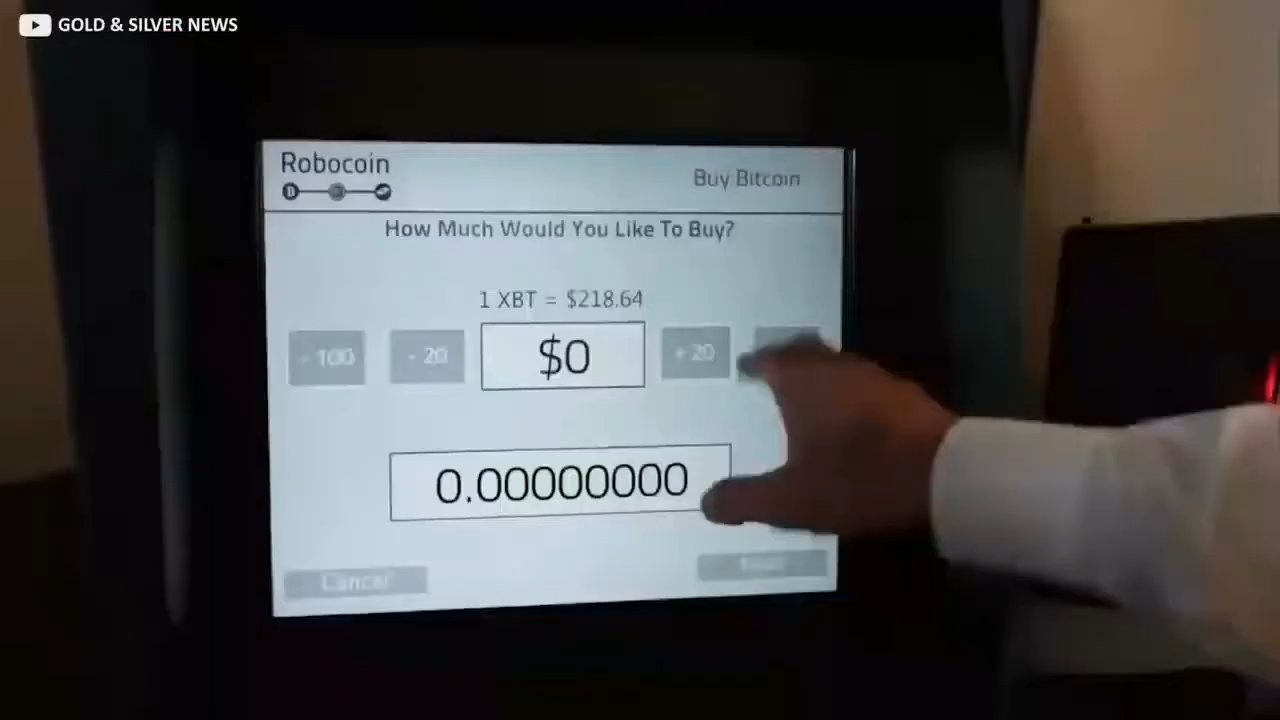 GOLD & SILVER NEWS
Robocoin
Buy Bitcoin
How Much Would You Like To Buy?
1 XBT = $218.64
- 100
- 20
$0
+ 20
0.00000000
Cancel